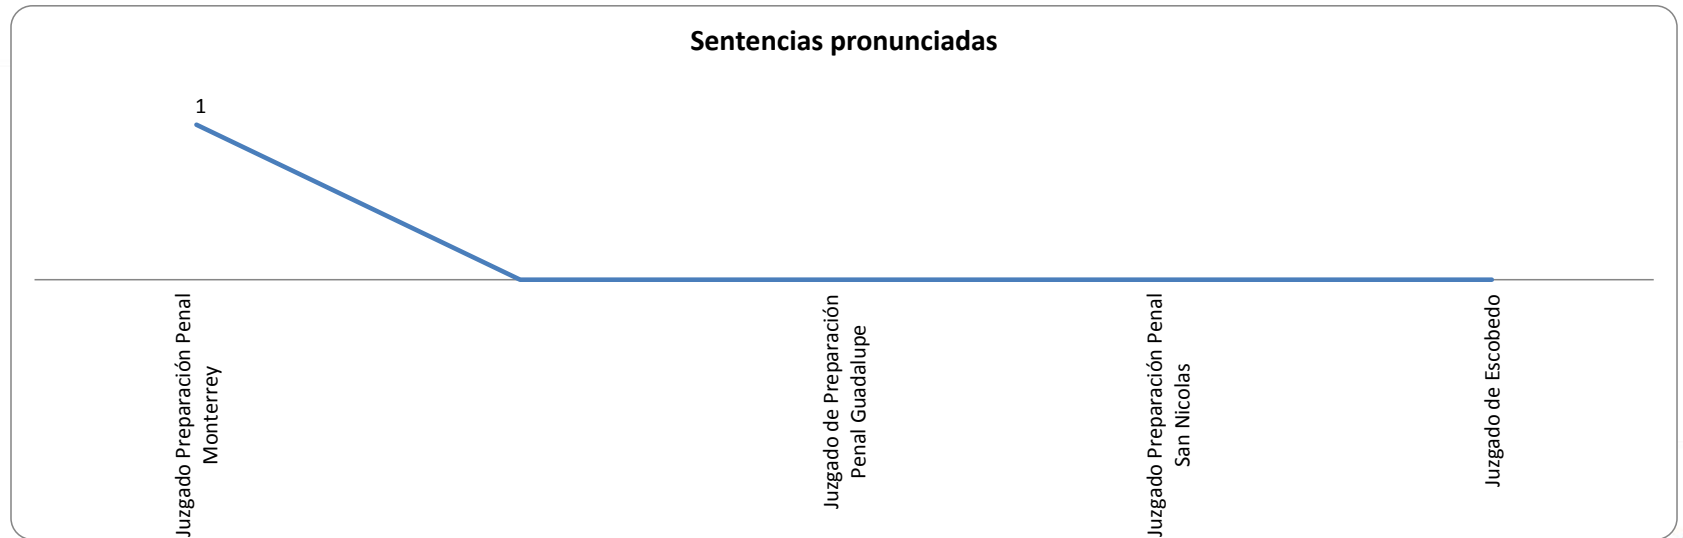 Sentencias pronunciadas
1
Juzgado Preparación Penal
Monterrey
Juzgado de Preparación
Penal Guadalupe
Juzgado Preparación Penal
San Nicolas
Juzgado de Escobedo